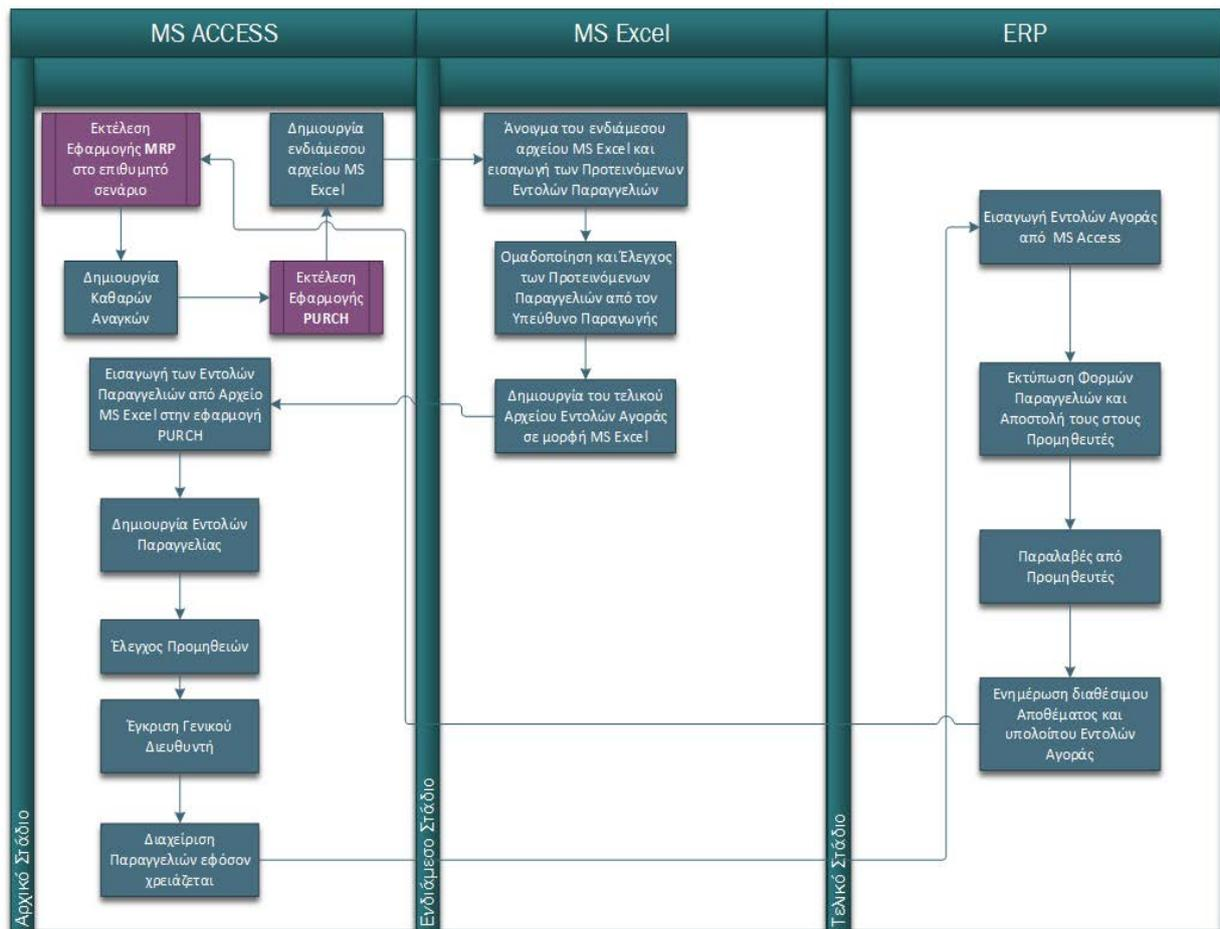 MS ACCESS
MS Excel
ERP
Αρχικό Στάδιο
Εκτέλεση
Εφαρμογής MRP
στο επιθυμητό
σενάριο
Δημιουργία
Καθαρών
Αναγκών
Εκτέλεση
Εφαρμογής
PURCH
Δημιουργία
ενδιάμεσου
αρχείου MS
Excel
Ενδιάμεσο Στάδιο
Άνοιγμα του ενδιάμεσου
αρχείου MS Excel και
εισαγωγή των Προτεινόμενων
Εντολών Παραγγελιών
Ομαδοποίηση και Έλεγχος
των Προτεινόμενων
Παραγγελιών από τον
Υπεύθυνο Παραγωγής
Δημιουργία του τελικού
Αρχείου Εντολών Αγοράς
σε μορφή MS Excel
Εισαγωγή των Εντολών
Παραγγελιών από Αρχείο
MS Excel στην εφαρμογή
PURCH
Δημιουργία Εντολών
Παραγγελίας
Έλεγχος Προμηθειών
Έγκριση Γενικού
Διευθυντή
Διαχείριση
Παραγγελιών εφόσον
χρειάζεται
Τελικό Στάδιο
Εισαγωγή Εντολών Αγοράς
από MS Access
Εκτύπωση Φορμών
Παραγγελιών και
Αποστολή τους στους
Προμηθευτές
Παραλαβές από
Προμηθευτές
Ενημέρωση διαθέσιμου
Αποθέματος και
υπολοίπου Εντολών
Αγοράς